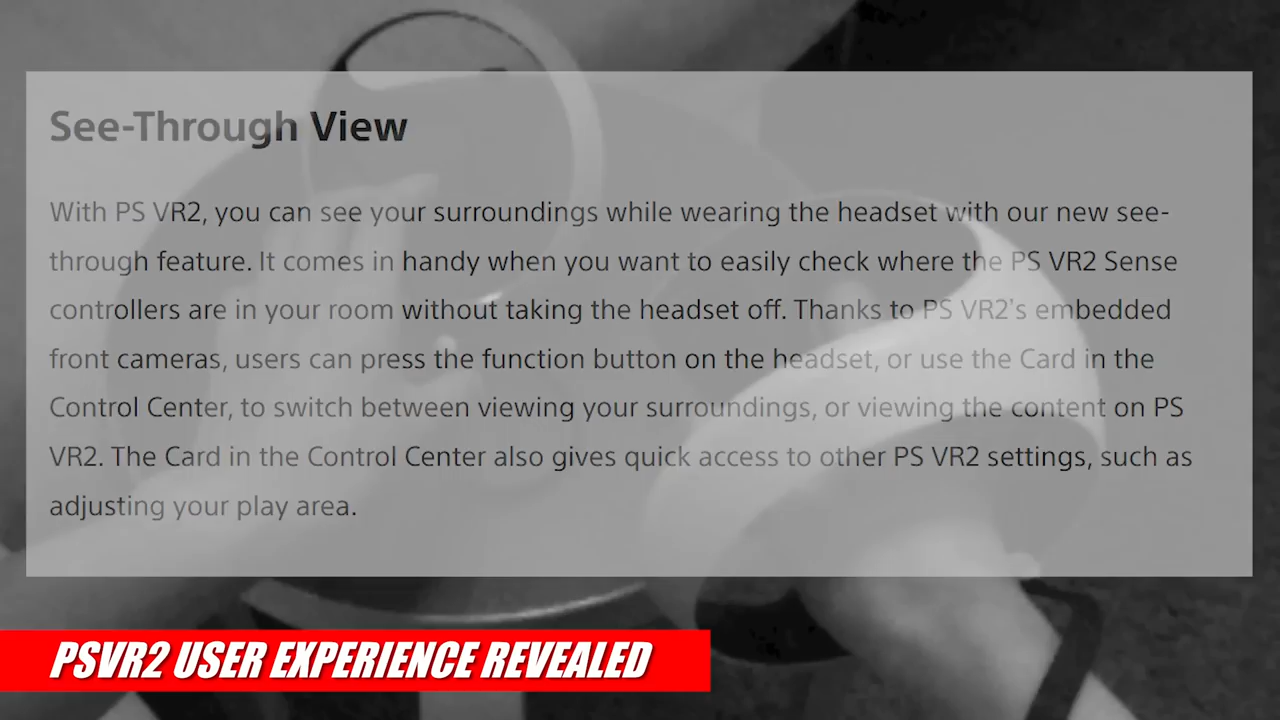 See-Through View
With PS VR2, you can see your surroundings while wearing the headset with our new see-
through feature. It comes in handy when you want to easily check where the PS VR2 Sense
controllers are in your room without taking the headset off. Thanks to PS VR2's embedded
front cameras, users can press the function button on the headset, or use the Card in the
Control Center, to switch between viewing your surroundings, or viewing the content on PS
VR2. The Card in the Control Center also gives quick access to other PS VR2 settings, such as
adjusting your play area.
PSVR2 USER EXPERIENCE REVEALED